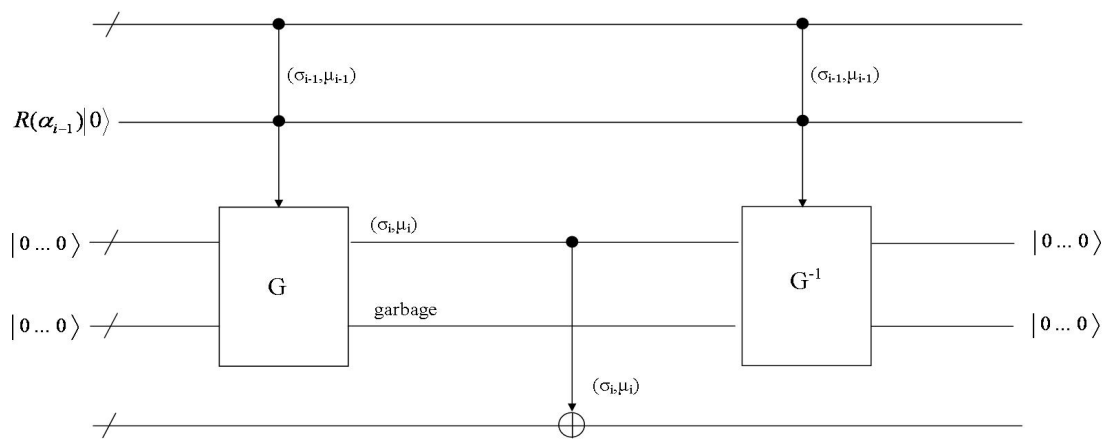 (σi-1,μi-1) (σi-1,μi-1)
R(αi−1)|0⟩
(σi,μi)
|0 ... 0⟩ |0 ... 0⟩
G G-1
garbage
|0 ... 0⟩ |0 ... 0⟩
(σi,μi)